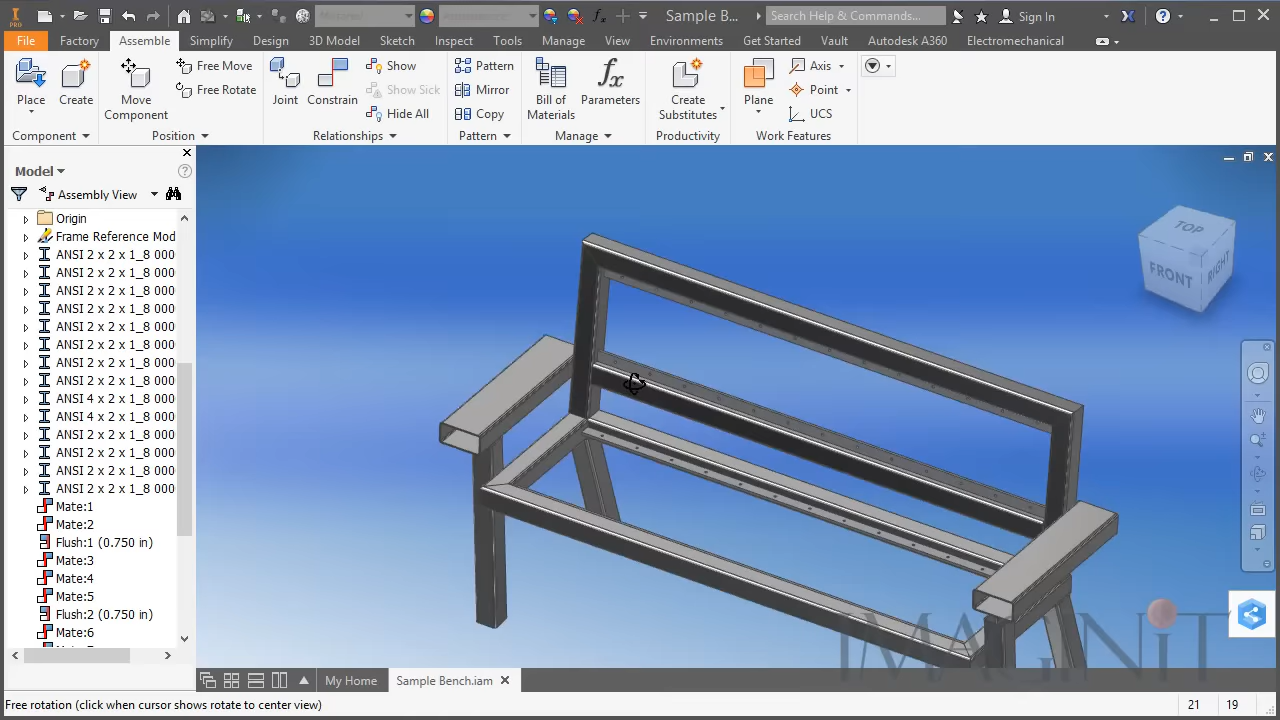 PRO
Material
Appearance
Sample B...
Search Help & Commands...
Sign In
File
Factory
Assemble
Simplify
Design
3D Model
Sketch
Inspect
Tools
Manage
View
Environments
Get Started
Vault
Autodesk A360
Electromechanical
Place
Create
Component
Move
Component
Free Move
Free Rotate
Position
Joint
Constrain
Show
Show Sick
Hide All
Relationships
Pattern
Mirror
Copy
Pattern
Bill of
Materials
Parameters
Manage
Create
Substitutes
Productivity
Plane
Axis
Point
UCS
Work Features
Model
Assembly View
Origin
Frame Reference Mod
ANSI 2 x 2 x 1_8 000
ANSI 2 x 2 x 1_8 000
ANSI 2 x 2 x 1_8 000
ANSI 2 x 2 x 1_8 000
ANSI 2 x 2 x 1_8 000
ANSI 2 x 2 x 1_8 000
ANSI 2 x 2 x 1_8 000
ANSI 2 x 2 x 1_8 000
ANSI 4 x 2 x 1_8 000
ANSI 4 x 2 x 1_8 000
ANSI 2 x 2 x 1_8 000
ANSI 2 x 2 x 1_8 000
ANSI 2 x 2 x 1_8 000
ANSI 2 x 2 x 1_8 000
Mate:1
Mate:2
Flush:1 (0.750 in)
Mate:3
Mate:4
Mate:5
Flush:2 (0.750 in)
Mate:6
TOP
FRONT
RIGHT
IMAGINiT
My Home
Sample Bench.iam
Free rotation (click when cursor shows rotate to center view)
21
19